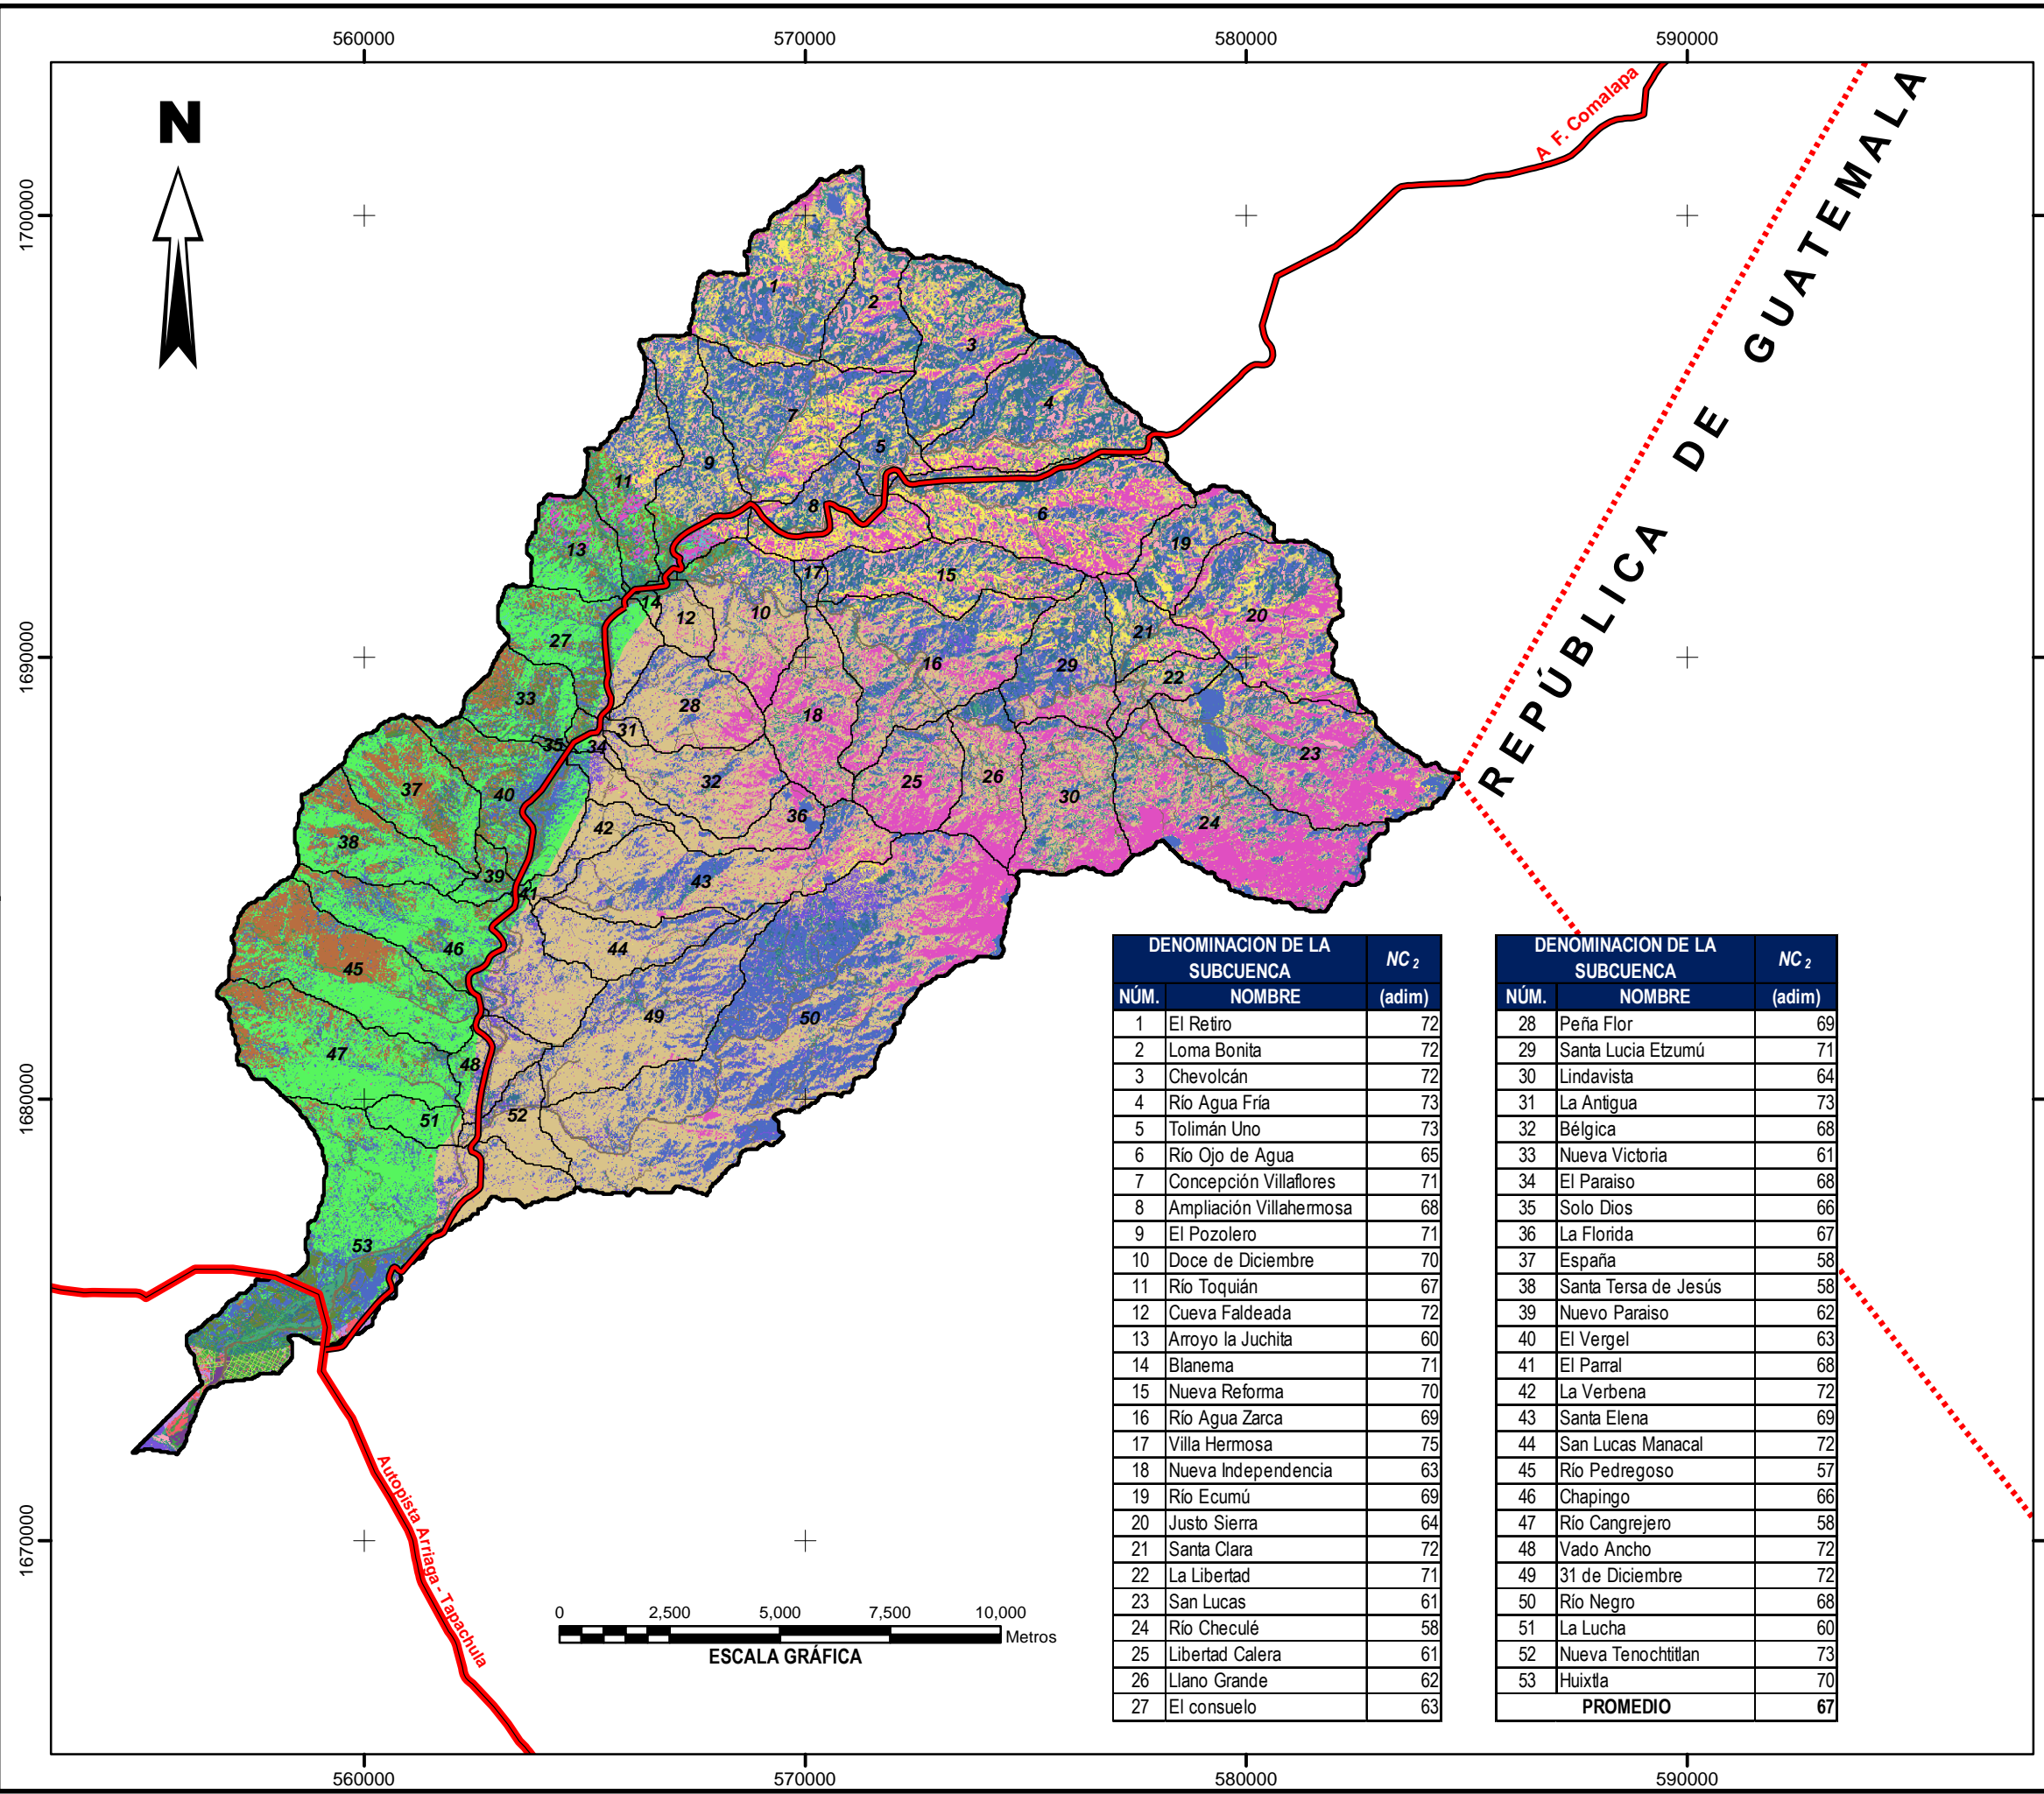 560000 570000 580000 590000
N
A F. Comalapa
REPÚBLICA DE GUATEMALA
1700000
1690000
1680000
1670000
1
2
3
4
5
7
9
11
8
6
13
19
17
15
14
12
10
20
27
21
16
29
22
33
28
18
31
35
34
23
32
25
26
37
40
36
30
42
24
38
39
43
41
46
44
45
49
50
47
48
52
51
53
Autopista Arriaga - Tapachula
0 2,500 5,000 7,500 10,000
Metros
ESCALA GRÁFICA
DENOMINACIÓN DE LA SUBCUENCA NC 2
NÚM. NOMBRE (adim)
1 El Retiro 72
2 Loma Bonita 72
3 Chevolcán 72
4 Río Agua Fría 73
5 Tolimán Uno 73
6 Río Ojo de Agua 65
7 Concepción Villaflores 71
8 Ampliación Villahermosa 68
9 El Pozolero 71
10 Doce de Diciembre 70
11 Río Toquián 67
12 Cueva Faldeada 72
13 Arroyo la Juchita 60
14 Blanema 71
15 Nueva Reforma 70
16 Río Agua Zarca 69
17 Villa Hermosa 75
18 Nueva Independencia 63
19 Río Ecumú 69
20 Justo Sierra 64
21 Santa Clara 72
22 La Libertad 71
23 San Lucas 61
24 Río Checulé 58
25 Libertad Calera 61
26 Llano Grande 62
27 El consuelo 63
DENOMINACIÓN DE LA SUBCUENCA NC 2
NÚM. NOMBRE (adim)
28 Peña Flor 69
29 Santa Lucia Etzumú 71
30 Lindavista 64
31 La Antigua 73
32 Bélgica 68
33 Nueva Victoria 61
34 El Paraiso 68
35 Solo Dios 66
36 La Florida 67
37 España 58
38 Santa Tersa de Jesús 58
39 Nuevo Paraiso 62
40 El Vergel 63
41 El Parral 68
42 La Verbena 72
43 Santa Elena 69
44 San Lucas Manacal 72
45 Río Pedregoso 57
46 Chapingo 66
47 Río Cangrejero 58
48 Vado Ancho 72
49 31 de Diciembre 72
50 Río Negro 68
51 La Lucha 60
52 Nueva Tenochtitlan 73
53 Huixtla 70
PROMEDIO 67
560000 570000 580000 590000